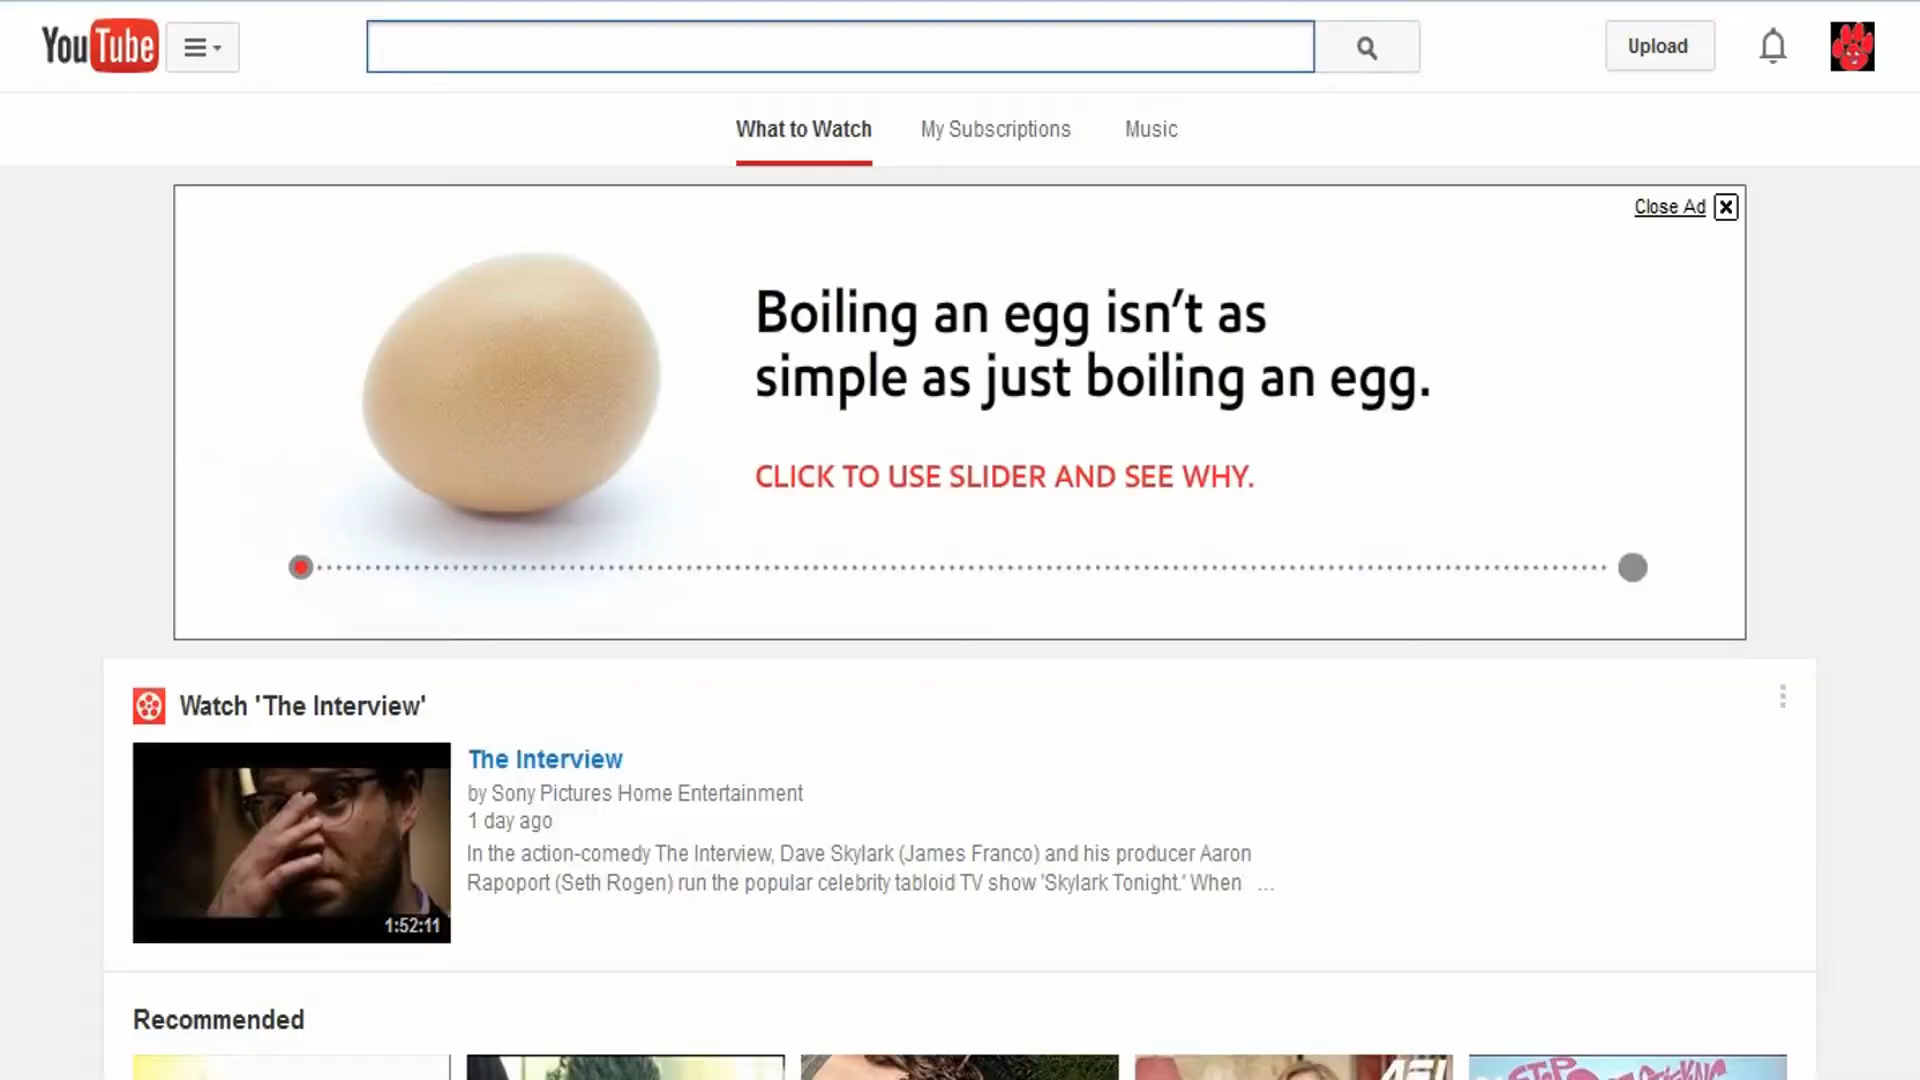 YouTube
Upload
What to Watch
My Subscriptions
Music
Close Ad
Boiling an egg isn't as
simple as just boiling an egg.
CLICK TO USE SLIDER AND SEE WHY.
Watch 'The Interview'
The Interview
by Sony Pictures Home Entertainment
1 day ago
In the action-comedy The Interview, Dave Skylark (James Franco) and his producer Aaron
Rapoport (Seth Rogen) run the popular celebrity tabloid TV show 'Skylark Tonight.' When ...
1:52:11
Recommended
STOP